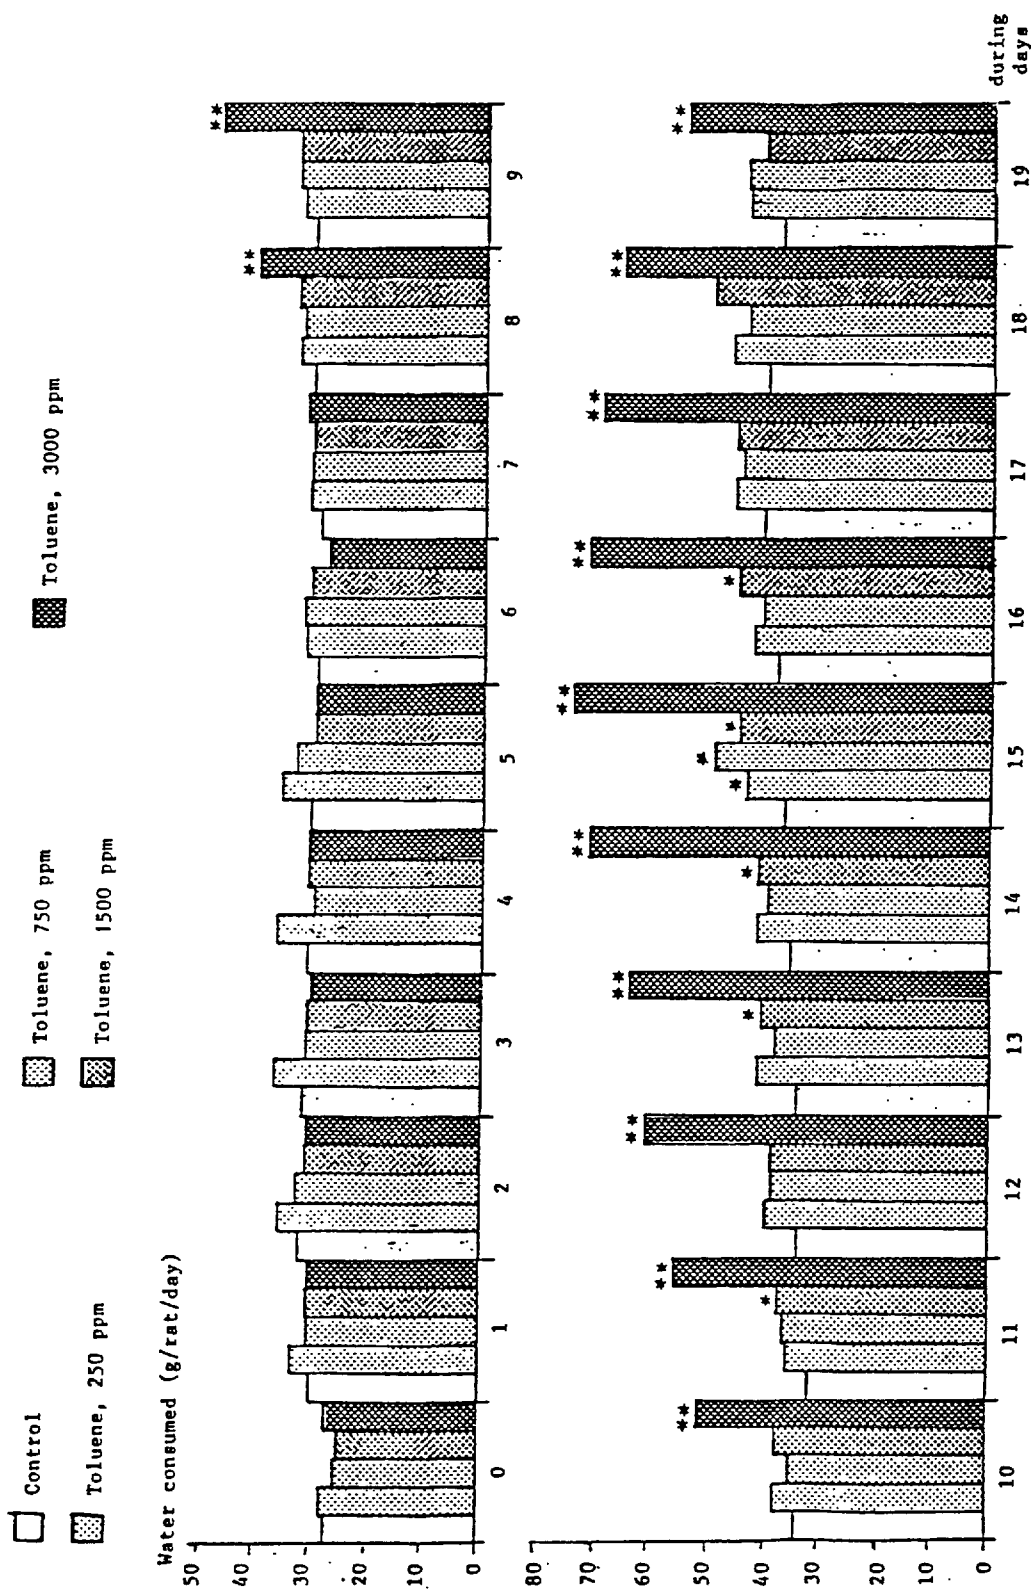 Control
Toluene, 250 ppm
Toluene, 750 ppm
Toluene, 1500 ppm
Toluene, 3000 ppm
Water consumed (g/rat/day)
50
40
30
20
10
0
0 1 2 3 4 5 6 7 8 9
** **
80
70
60
50
40
30
20
10
0
10 11 12 13 14 15 16 17 18 19
** * ** ** * ** * ** * * * ** * ** ** ** **
during
days